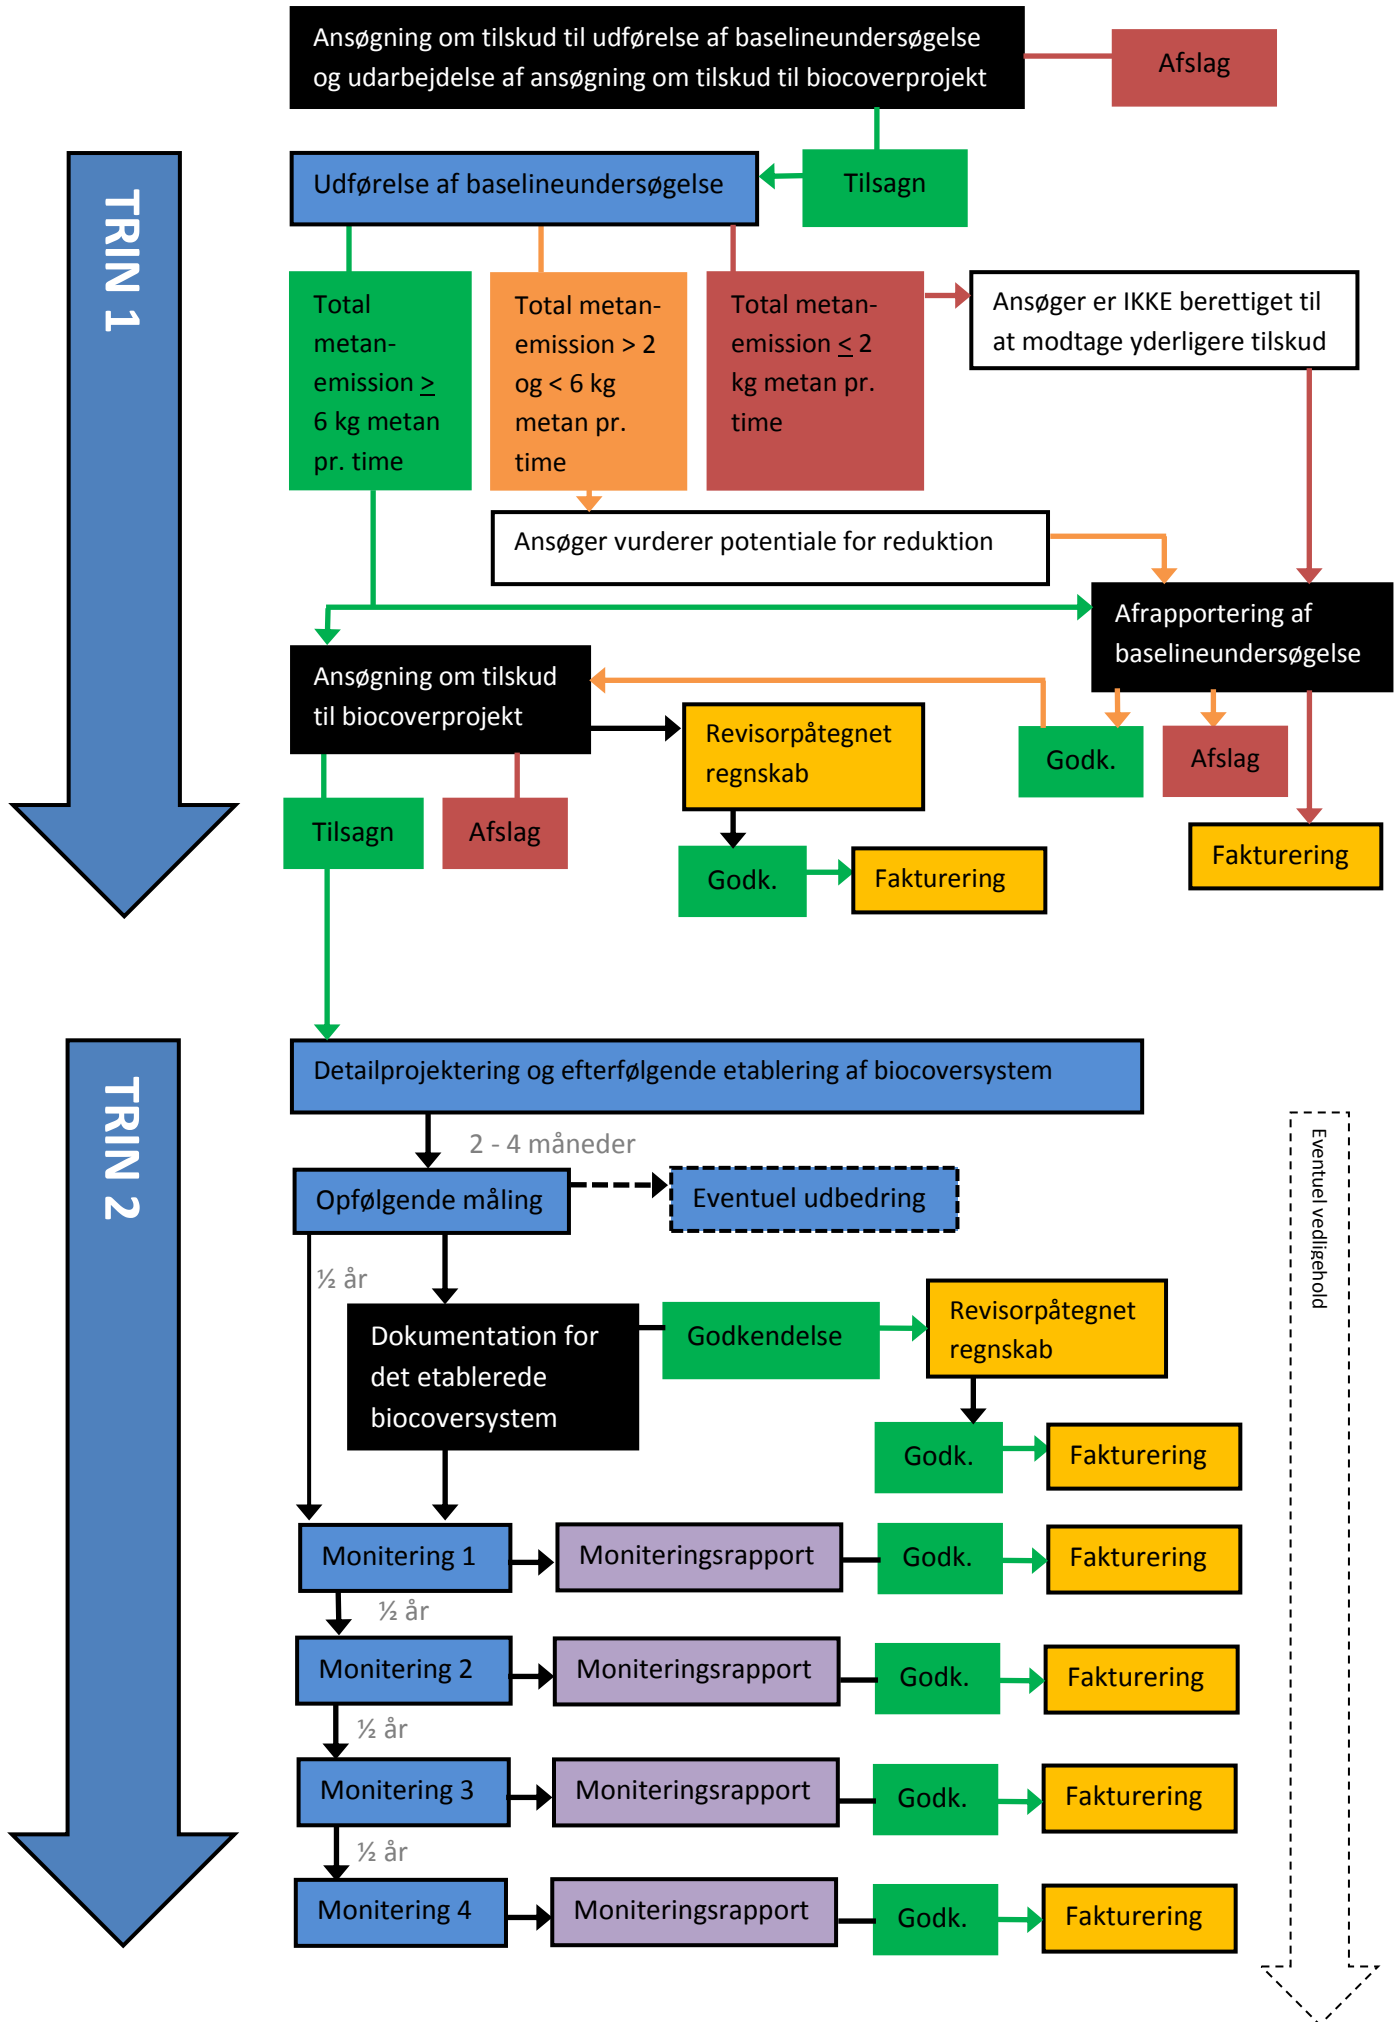 Ansøgning om tilskud til udførelse af baselineundersøgelse
og udarbejdelse af ansøgning om tilskud til biocoverprojekt
Afslag
TRIN 1
Udførelse af baselineundersøgelse
Tilsagn
Total
metan-
emission ≥
6 kg metan
pr. time
Total metan-
emission > 2
og < 6 kg
metan pr.
time
Total metan-
emission ≤ 2
kg metan pr.
time
Ansøger er IKKE berettiget til
at modtage yderligere tilskud
Ansøger vurderer potentiale for reduktion
Afrapportering af
baselineundersøgelse
Ansøgning om tilskud
til biocoverprojekt
Revisorpåtegnet
regnskab
Godk.
Afslag
Tilsagn
Afslag
Godk.
Fakturering
Fakturering
TRIN 2
Detailprojektering og efterfølgende etablering af biocoversystem
2 - 4 måneder
Eventuel vedligehold
Opfølgende måling
Eventuel udbedring
½ år
Dokumentation for
det etablerede
biocoversystem
Godkendelse
Revisorpåtegnet
regnskab
Godk.
Fakturering
Monitering 1
Moniteringsrapport
Godk.
Fakturering
½ år
Monitering 2
Moniteringsrapport
Godk.
Fakturering
½ år
Monitering 3
Moniteringsrapport
Godk.
Fakturering
½ år
Monitering 4
Moniteringsrapport
Godk.
Fakturering